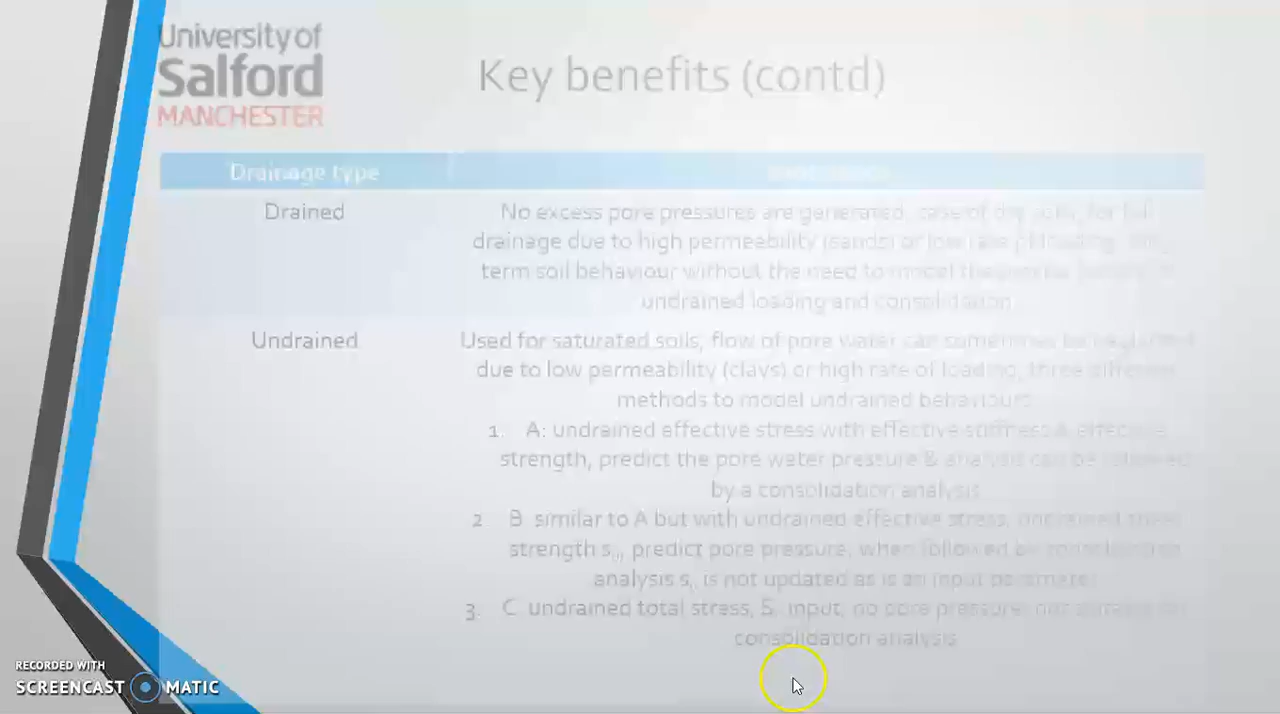 University of
Salford
MANCHESTER
Key benefits (contd)
Drainage type
Drained
No excess pore pressures are generated, case of dry soils, for full
drainage due to high permeability (sands) or low rate of loading,
term soil behaviour without the need to model the
undrained loading and consolidation
Undrained
Used for saturated soils, flow of pore water can sometimes be neglected
due to low permeability (clays) or high rate of loading, three different
methods to model undrained behaviours
1. A: undrained effective stress with effective stiffness & effective
strength, predict the pore water pressure & analysis can be followed
by a consolidation analysis
2 B similar to A but with undrained effective stress, undrained shear
strength su, predict pore pressure, when followed by consolidation
analysis su is not updated as is an input parameter
3. C. undrained total stress, Su input, no pore pressure, not suitable for
consolidation analysis
RECORDED WITH
SCREENCAST MATIC